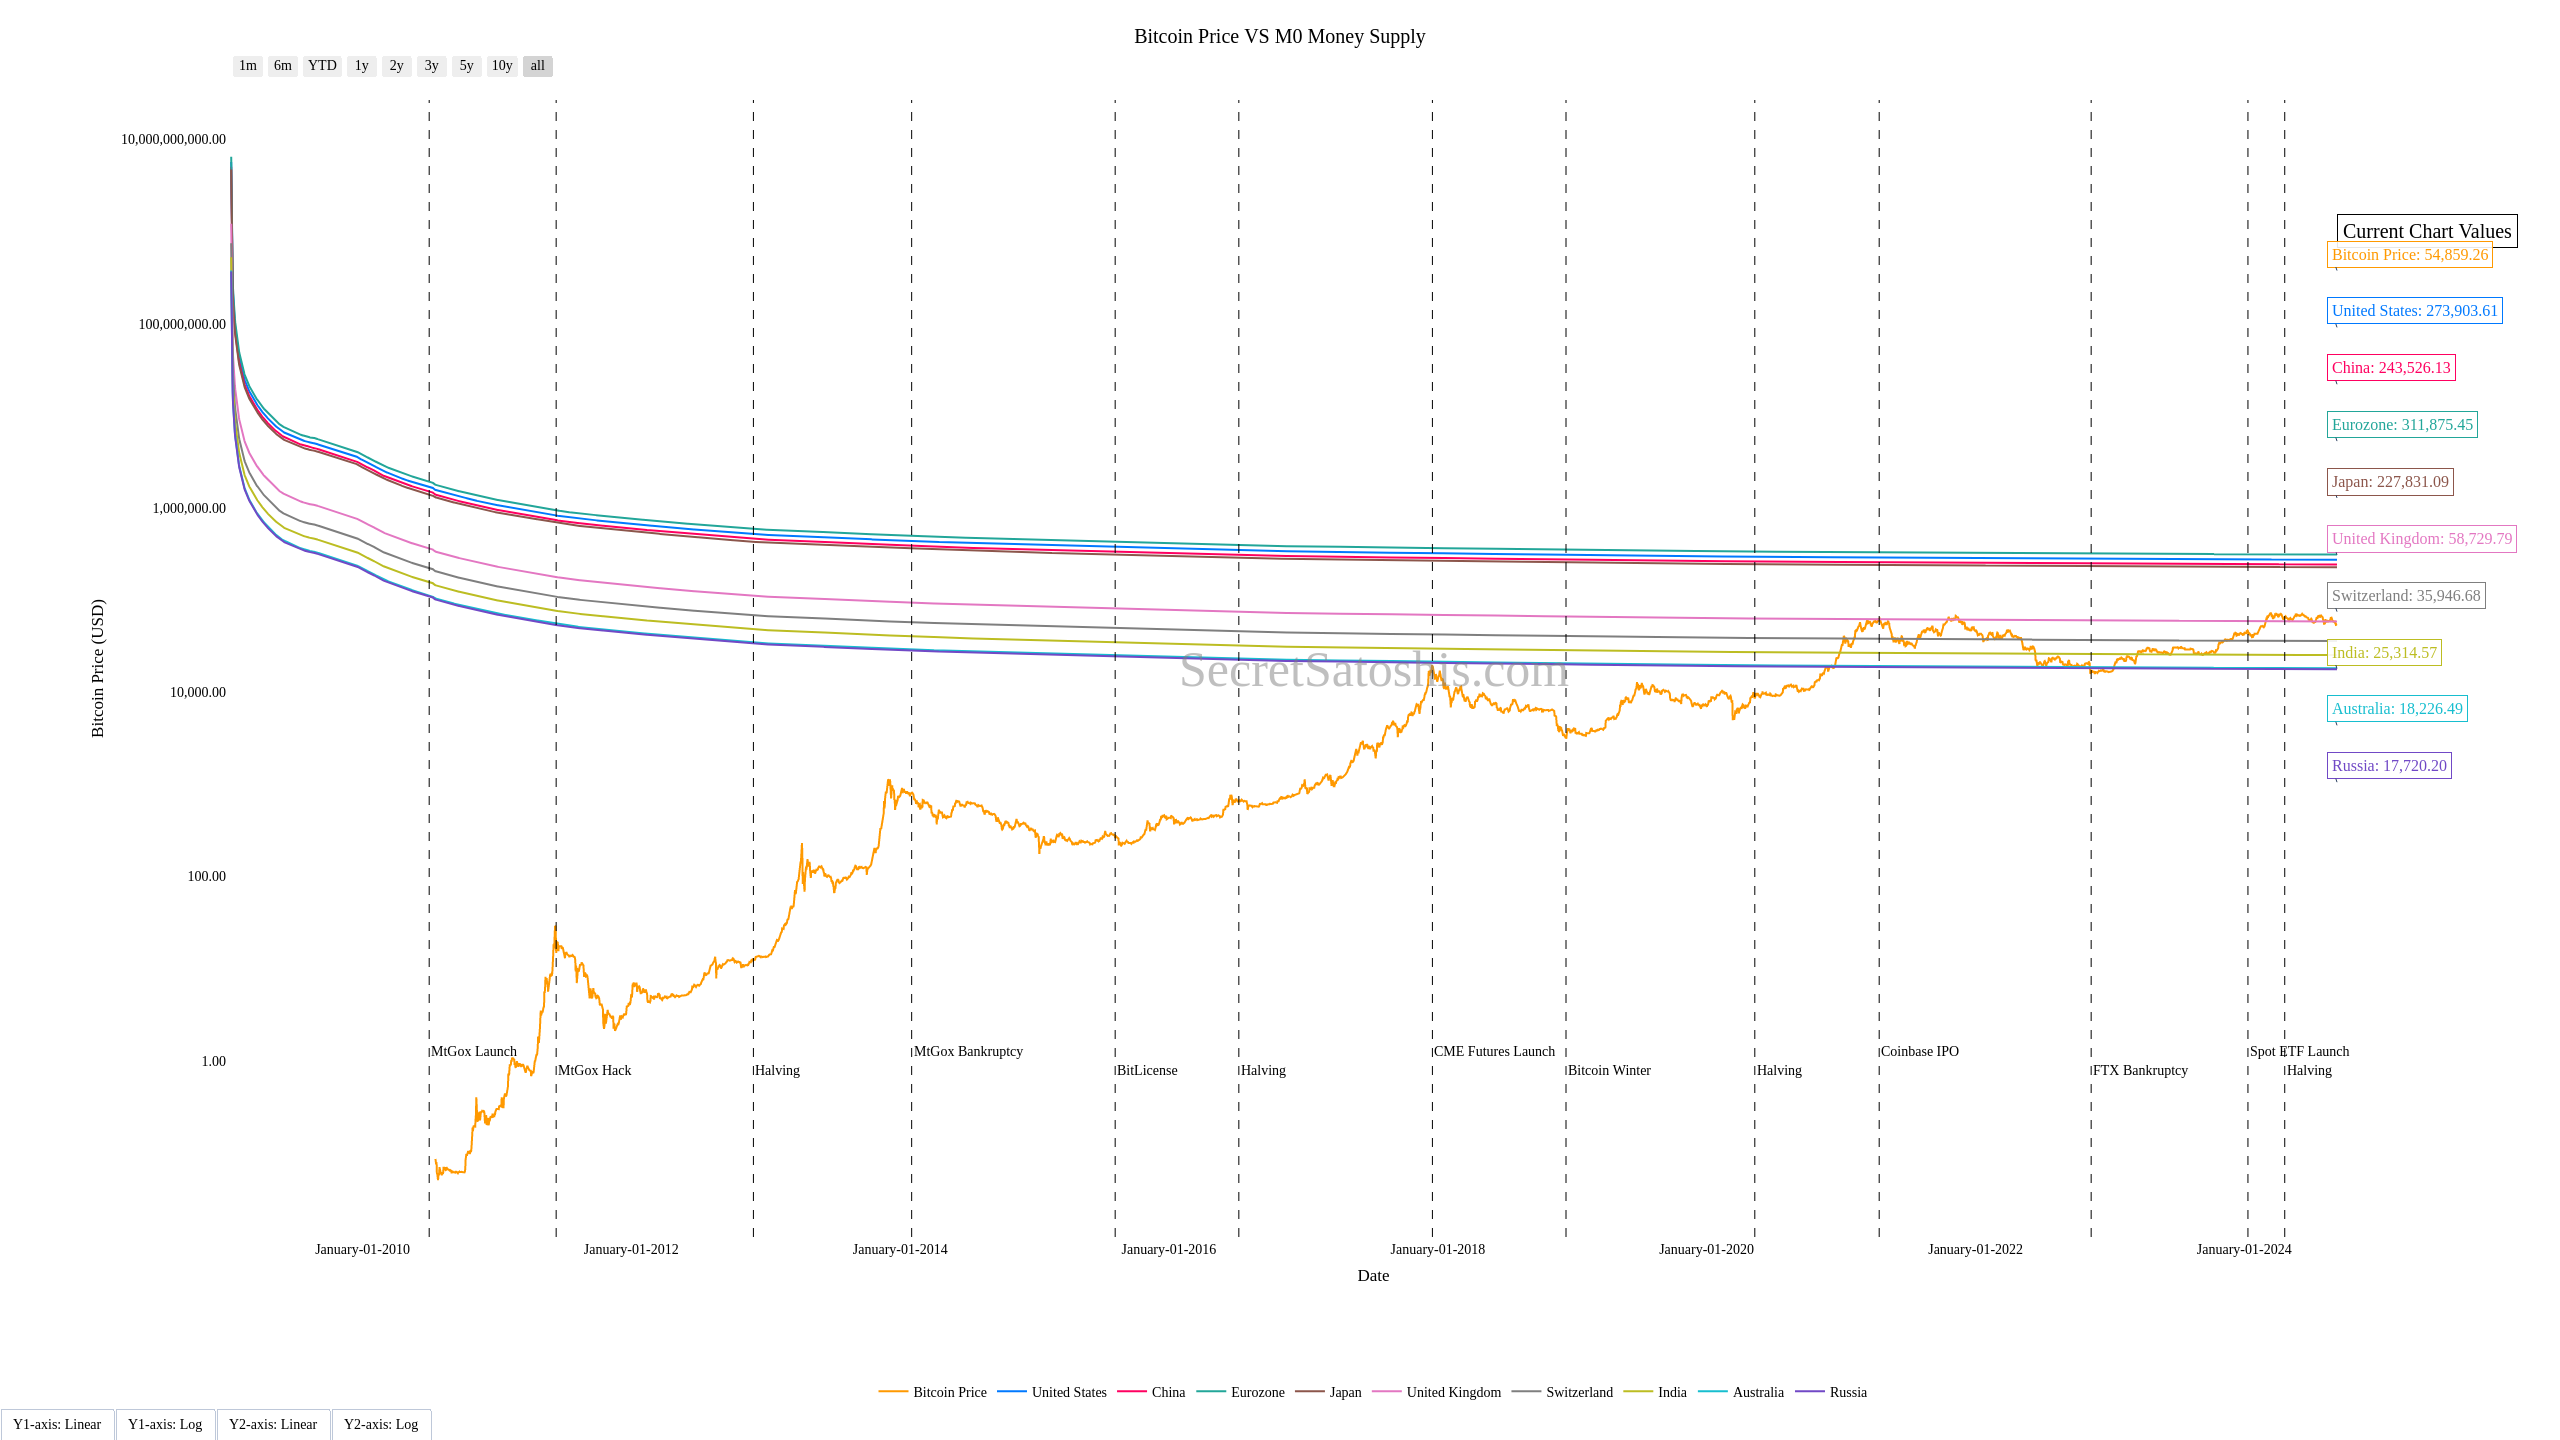 Bitcoin Price VS M0 Money Supply
1m 6m YTD 1y 2y 3y 5y 10y all
10,000,000,000.00
100,000,000.00
1,000,000.00
10,000.00
100.00
1.00
Bitcoin Price (USD)
Current Chart Values
Bitcoin Price: 54,859.26
United States: 273,903.61
China: 243,526.13
Eurozone: 311,875.45
Japan: 227,831.09
United Kingdom: 58,729.79
Switzerland: 35,946.68
India: 25,314.57
Australia: 18,226.49
Russia: 17,720.20
SecretSatoshis.com
MtGox Launch
MtGox Hack
Halving
MtGox Bankruptcy
BitLicense
Halving
CME Futures Launch
Bitcoin Winter
Halving
Coinbase IPO
FTX Bankruptcy
Spot ETF Launch
Halving
January-01-2010 January-01-2012 January-01-2014 January-01-2016 January-01-2018 January-01-2020 January-01-2022 January-01-2024
Date
Bitcoin Price United States China Eurozone Japan United Kingdom Switzerland India Australia Russia
Y1-axis: Linear Y1-axis: Log Y2-axis: Linear Y2-axis: Log